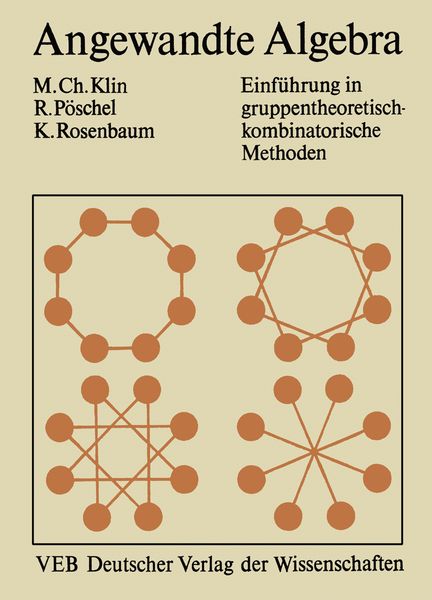 Angewandte Algebra
M. Ch. Klin
R. Pöschel
K. Rosenbaum
Einführung in
gruppentheoretisch-
kombinatorische
Methoden
VEB Deutscher Verlag der Wissenschaften